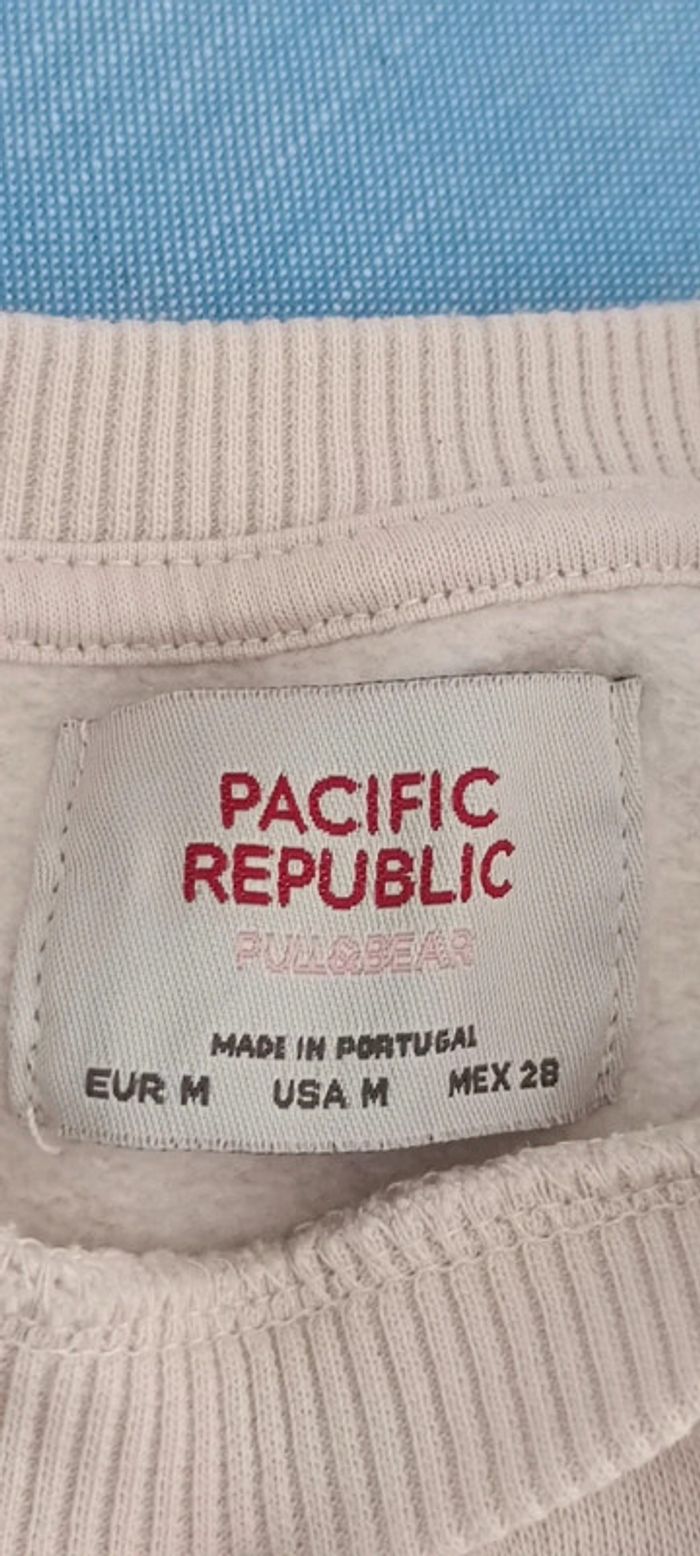 PACIFIC
REPUBLIC
PULL&BEAR
MADE IN PORTUGAL
EUR M USA M MEX 28